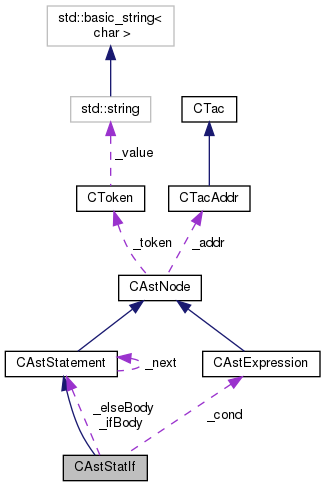 std::basic_string<
char >
std::string
CTac
_value
CToken
CTacAddr
_token
_addr
CAstNode
CAstStatement
_next
CAstExpression
_elseBody
_ifBody
_cond
CAstStatIf